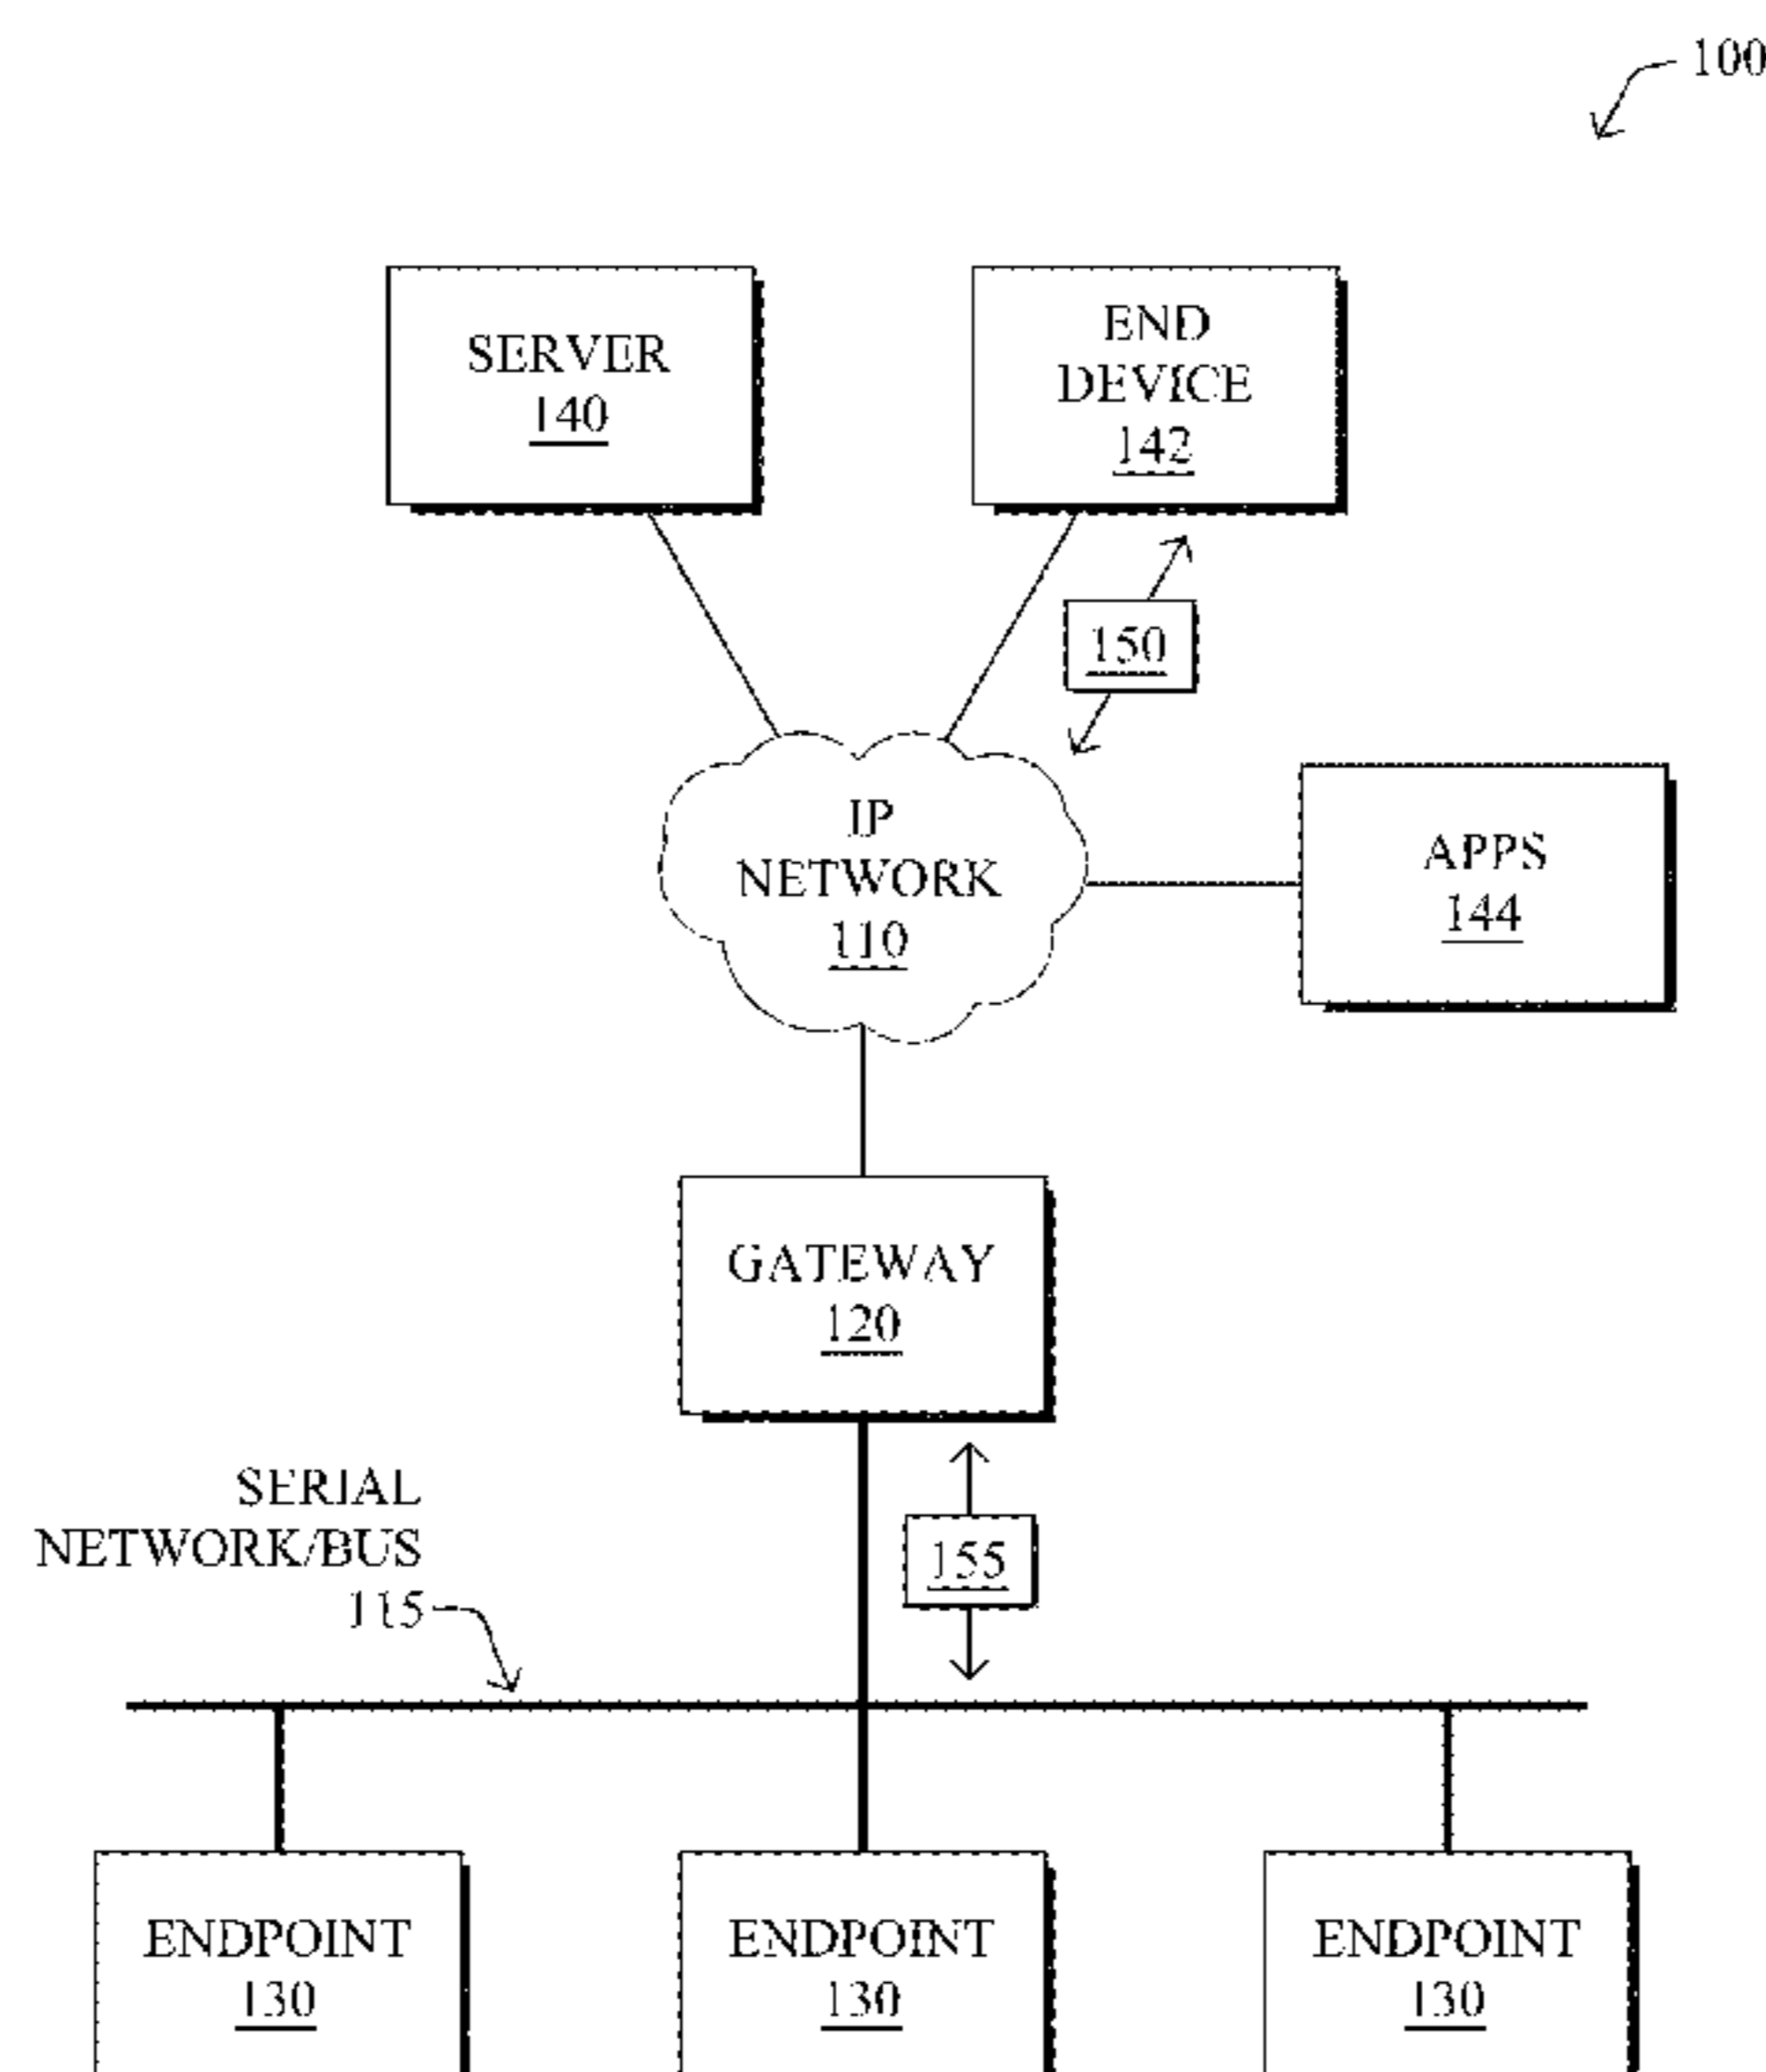 100
SERVER
140
END
DEVICE
142
150
IP
NETWORK
110
APPS
144
GATEWAY
120
SERIAL
NETWORK/BUS
115
155
ENDPOINT
130
ENDPOINT
130
ENDPOINT
130